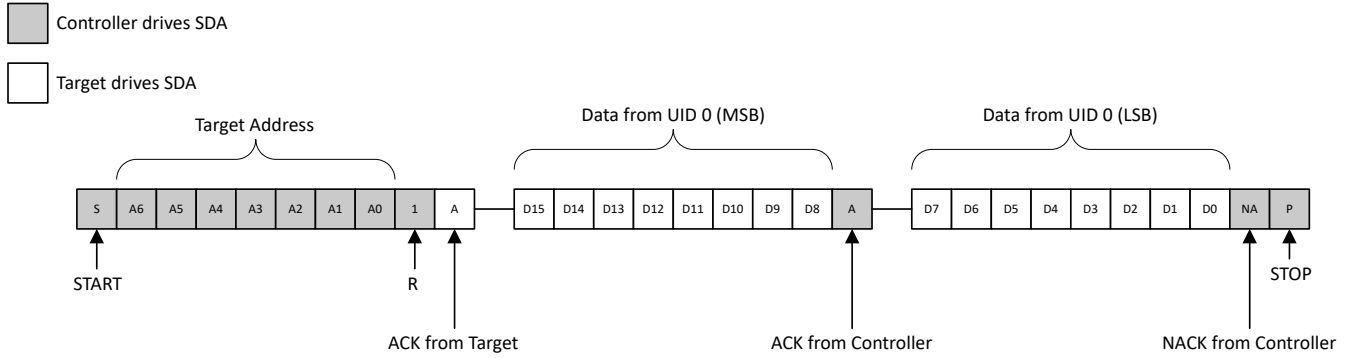 Controller drives SDA
Target drives SDA
Target Address
Data from UID 0 (MSB)
Data from UID 0 (LSB)
S A6 A5 A4 A3 A2 A1 A0 1 A D15 D14 D13 D12 D11 D10 D9 D8 A D7 D6 D5 D4 D3 D2 D1 D0 NA P
START
R
STOP
ACK from Target
ACK from Controller
NACK from Controller